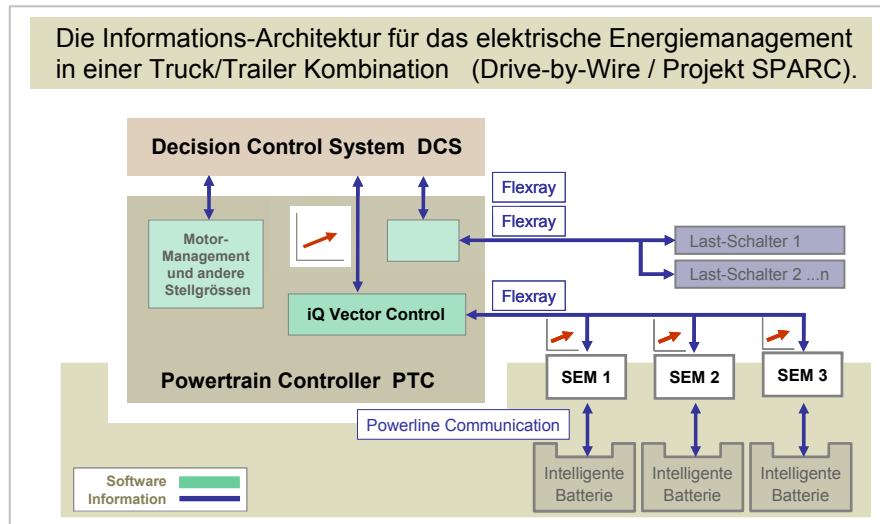 Die Informations-Architektur für das elektrische Energiemanagement
in einer Truck/Trailer Kombination (Drive-by-Wire / Projekt SPARC).
Decision Control System DCS
Flexray
Flexray
Motor-
Management
und andere
Stellgrössen
Last-Schalter 1
Last-Schalter 2 ...n
Flexray
iQ Vector Control
SEM 1
SEM 2
SEM 3
Powertrain Controller PTC
Powerline Communication
Intelligente
Batterie
Intelligente
Batterie
Intelligente
Batterie
Software
Information